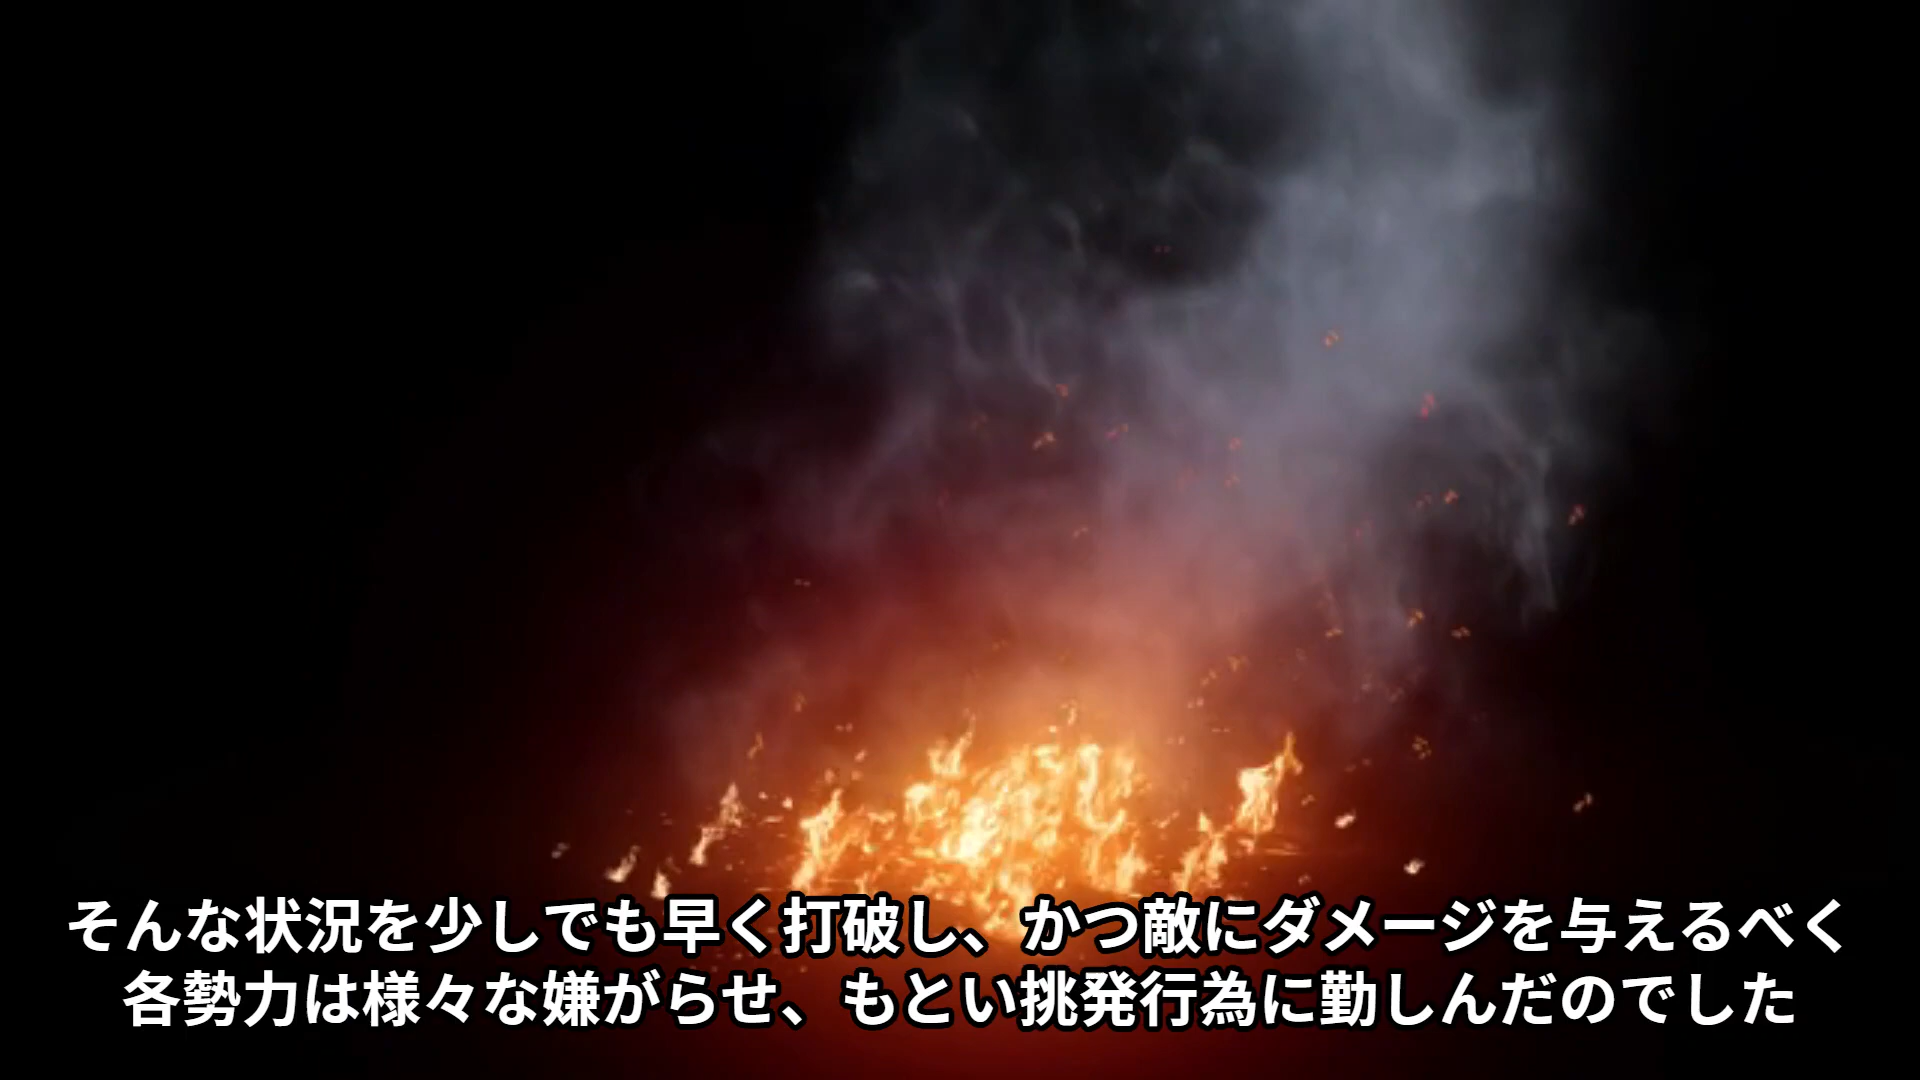 そんな状況を少しでも早く打破し、かつ敵にダメージを与えるべく
各勢力は様々な嫌がらせ、もとい挑発行為に勤しんだのでした